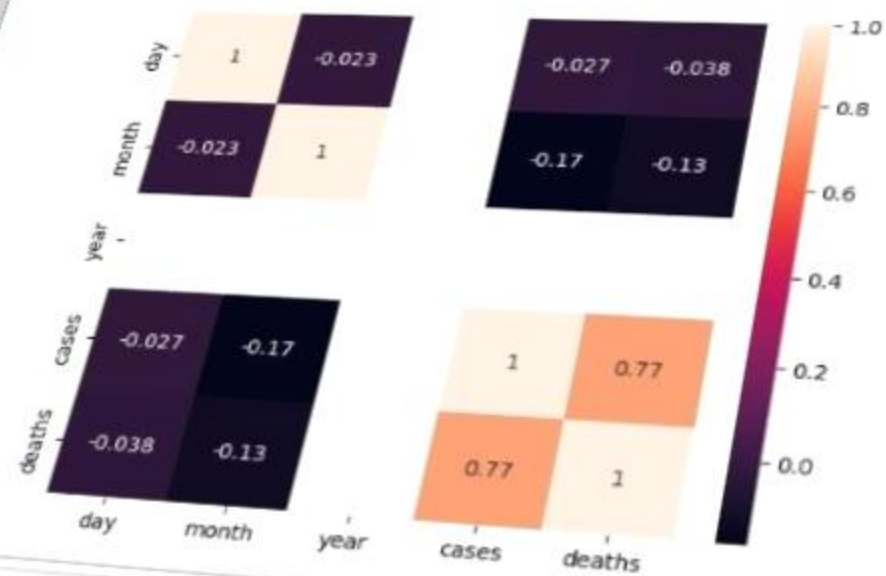 day 1 -0.023 -0.027 -0.038
month -0.023 1 -0.17 -0.13
year
cases -0.027 -0.17 1 0.77
deaths -0.038 -0.13 0.77 1
day month year cases deaths
1.0
0.8
0.6
0.4
0.2
0.0